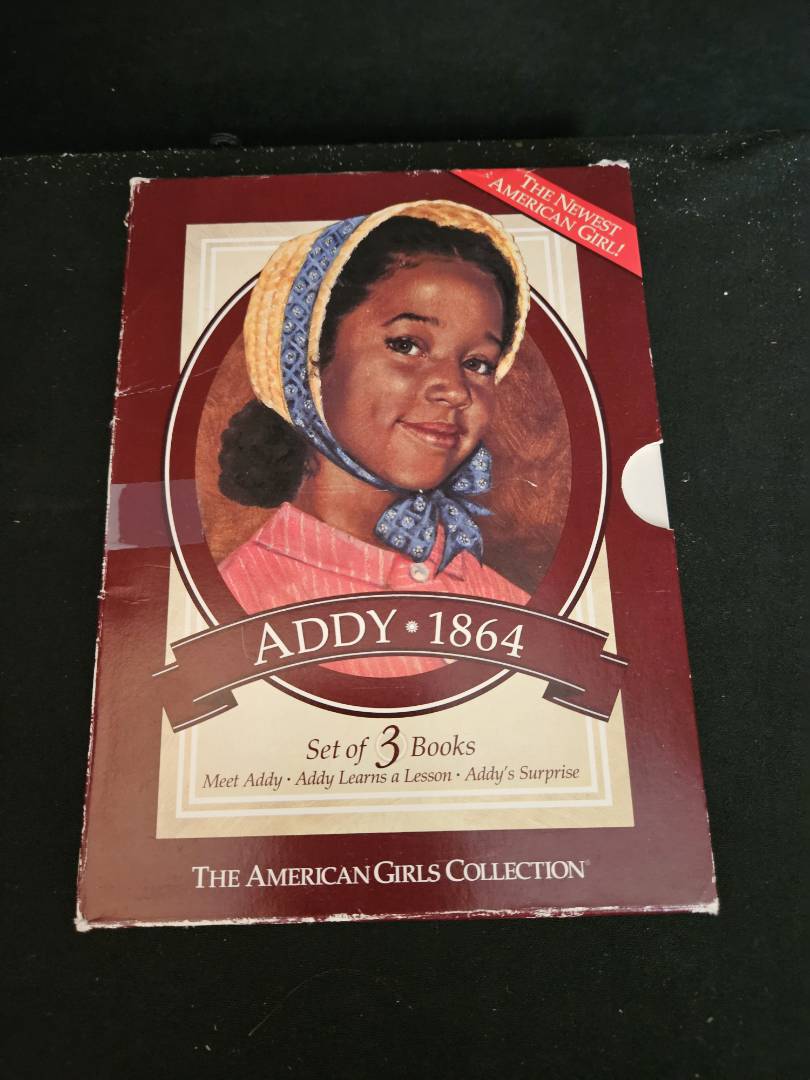 THE NEWEST
AMERICAN GIRL!
ADDY • 1864
Set of 3 Books
Meet Addy • Addy Learns a Lesson • Addy's Surprise
THE AMERICAN GIRLS COLLECTION®